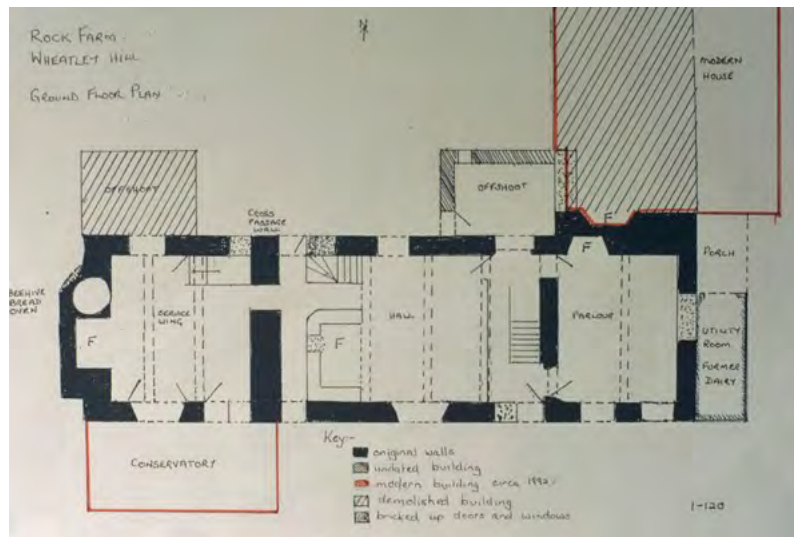 ROCK FARM
WHEATLEY HILL
GROUND FLOOR PLAN
N
MODERN
HOUSE
OFFSHOOT
OFFSHOOT
CROSS
PASSAGE
WALL
F
F
PORCH
BEEHIVE
BREAD
OVEN
SERVICE
WING
HALL
PARLOUR
F
F
UTILITY
ROOM
FORMER
DAIRY
CONSERVATORY
Key:-
original walls
undated building
modern building circa 1992
demolished building
bricked up doors and windows
1-120